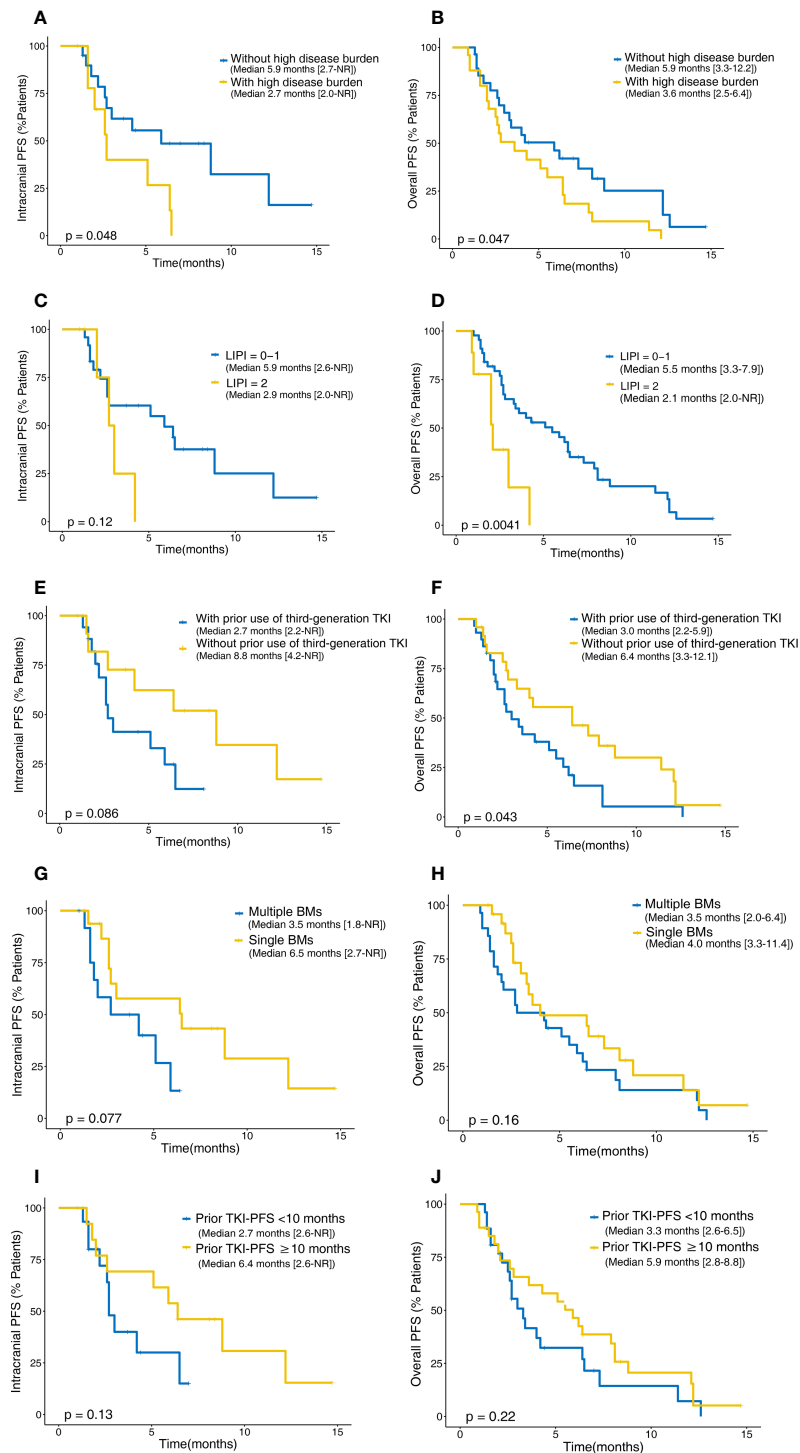 A
Intracranial PFS (%Patients)
100
75
50
25
0
Without high disease burden
(Median 5.9 months [2.7-NR])
With high disease burden
(Median 2.7 months [2.0-NR])
p = 0.048
0 5 10 15
Time(months)
B
Overall PFS (% Patients)
100
75
50
25
0
Without high disease burden
(Median 5.9 months [3.3-12.2])
With high disease burden
(Median 3.6 months [2.5-6.4])
p = 0.047
0 5 10 15
Time(months)
C
Intracranial PFS (% Patients)
100
75
50
25
0
LIPI = 0−1
(Median 5.9 months [2.6-NR])
LIPI = 2
(Median 2.9 months [2.0-NR])
p = 0.12
0 5 10 15
Time(months)
D
Overall PFS (% Patients)
100
75
50
25
0
LIPI = 0−1
(Median 5.5 months [3.3-7.9])
LIPI = 2
(Median 2.1 months [2.0-NR])
p = 0.0041
0 5 10 15
Time(months)
E
Intracranial PFS (% Patients)
100
75
50
25
0
With prior use of third-generation TKI
(Median 2.7 months [2.2-NR])
Without prior use of third-generation TKI
(Median 8.8 months [4.2-NR])
p = 0.086
0 5 10 15
Time(months)
F
Overall PFS (% Patients)
100
75
50
25
0
With prior use of third-generation TKI
(Median 3.0 months [2.2-5.9])
Without prior use of third-generation TKI
(Median 6.4 months [3.3-12.1])
p = 0.043
0 5 10 15
Time(months)
G
Intracranial PFS (% Patients)
100
75
50
25
0
Multiple BMs
(Median 3.5 months [1.8-NR])
Single BMs
(Median 6.5 months [2.7-NR])
p = 0.077
0 5 10 15
Time(months)
H
Overall PFS (% Patients)
100
75
50
25
0
Multiple BMs
(Median 3.5 months [2.0-6.4])
Single BMs
(Median 4.0 months [3.3-11.4])
p = 0.16
0 5 10 15
Time(months)
I
Intracranial PFS (% Patients)
100
75
50
25
0
Prior TKI-PFS <10 months
(Median 2.7 months [2.6-NR])
Prior TKI-PFS ≥10 months
(Median 6.4 months [2.6-NR])
p = 0.13
0 5 10 15
Time(months)
J
Overall PFS (% Patients)
100
75
50
25
0
Prior TKI-PFS <10 months
(Median 3.3 months [2.6-6.5])
Prior TKI-PFS ≥10 months
(Median 5.9 months [2.8-8.8])
p = 0.22
0 5 10 15
Time(months)